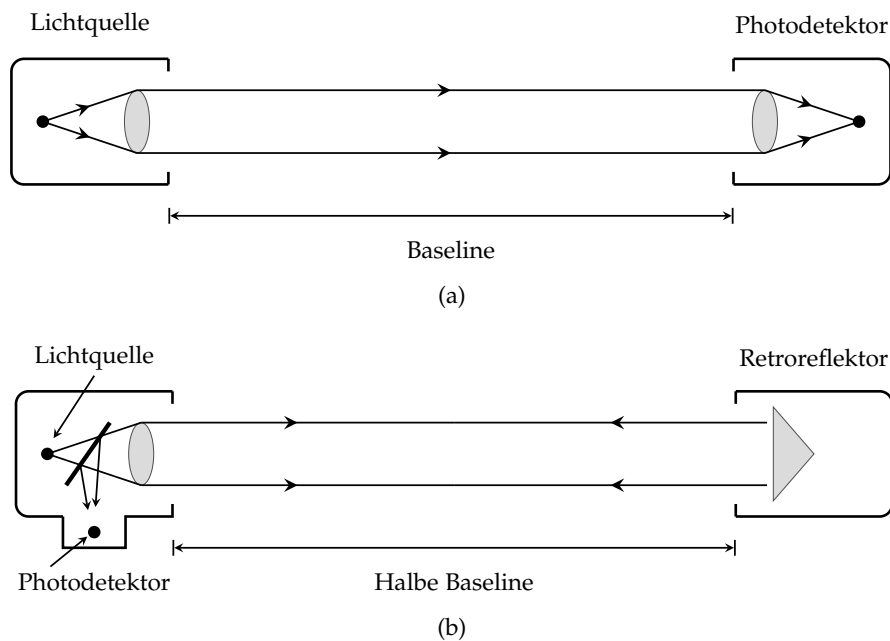 Lichtquelle
Photodetektor
Baseline
(a)
Lichtquelle
Retroreflektor
Photodetektor
Halbe Baseline
(b)